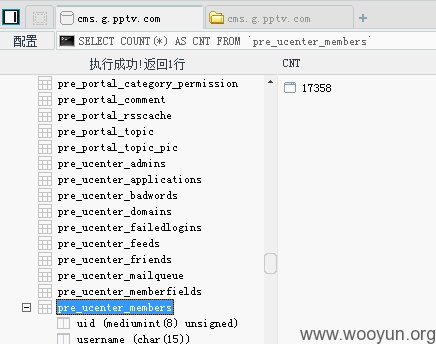 cms.g.pptv.com
cms.g.pptv.com
配置
SELECT COUNT(*) AS CNT FROM `pre_ucenter_members`
执行成功!返回1行
CNT
17358
pre_portal_category_permission
pre_portal_comment
pre_portal_rsscache
pre_portal_topic
pre_portal_topic_pic
pre_ucenter_admins
pre_ucenter_applications
pre_ucenter_badwords
pre_ucenter_domains
pre_ucenter_failedlogins
pre_ucenter_feeds
pre_ucenter_friends
pre_ucenter_mailqueue
pre_ucenter_memberfields
pre_ucenter_members
uid (mediumint(8) unsigned)
username (char(15))
www.wooyun.org